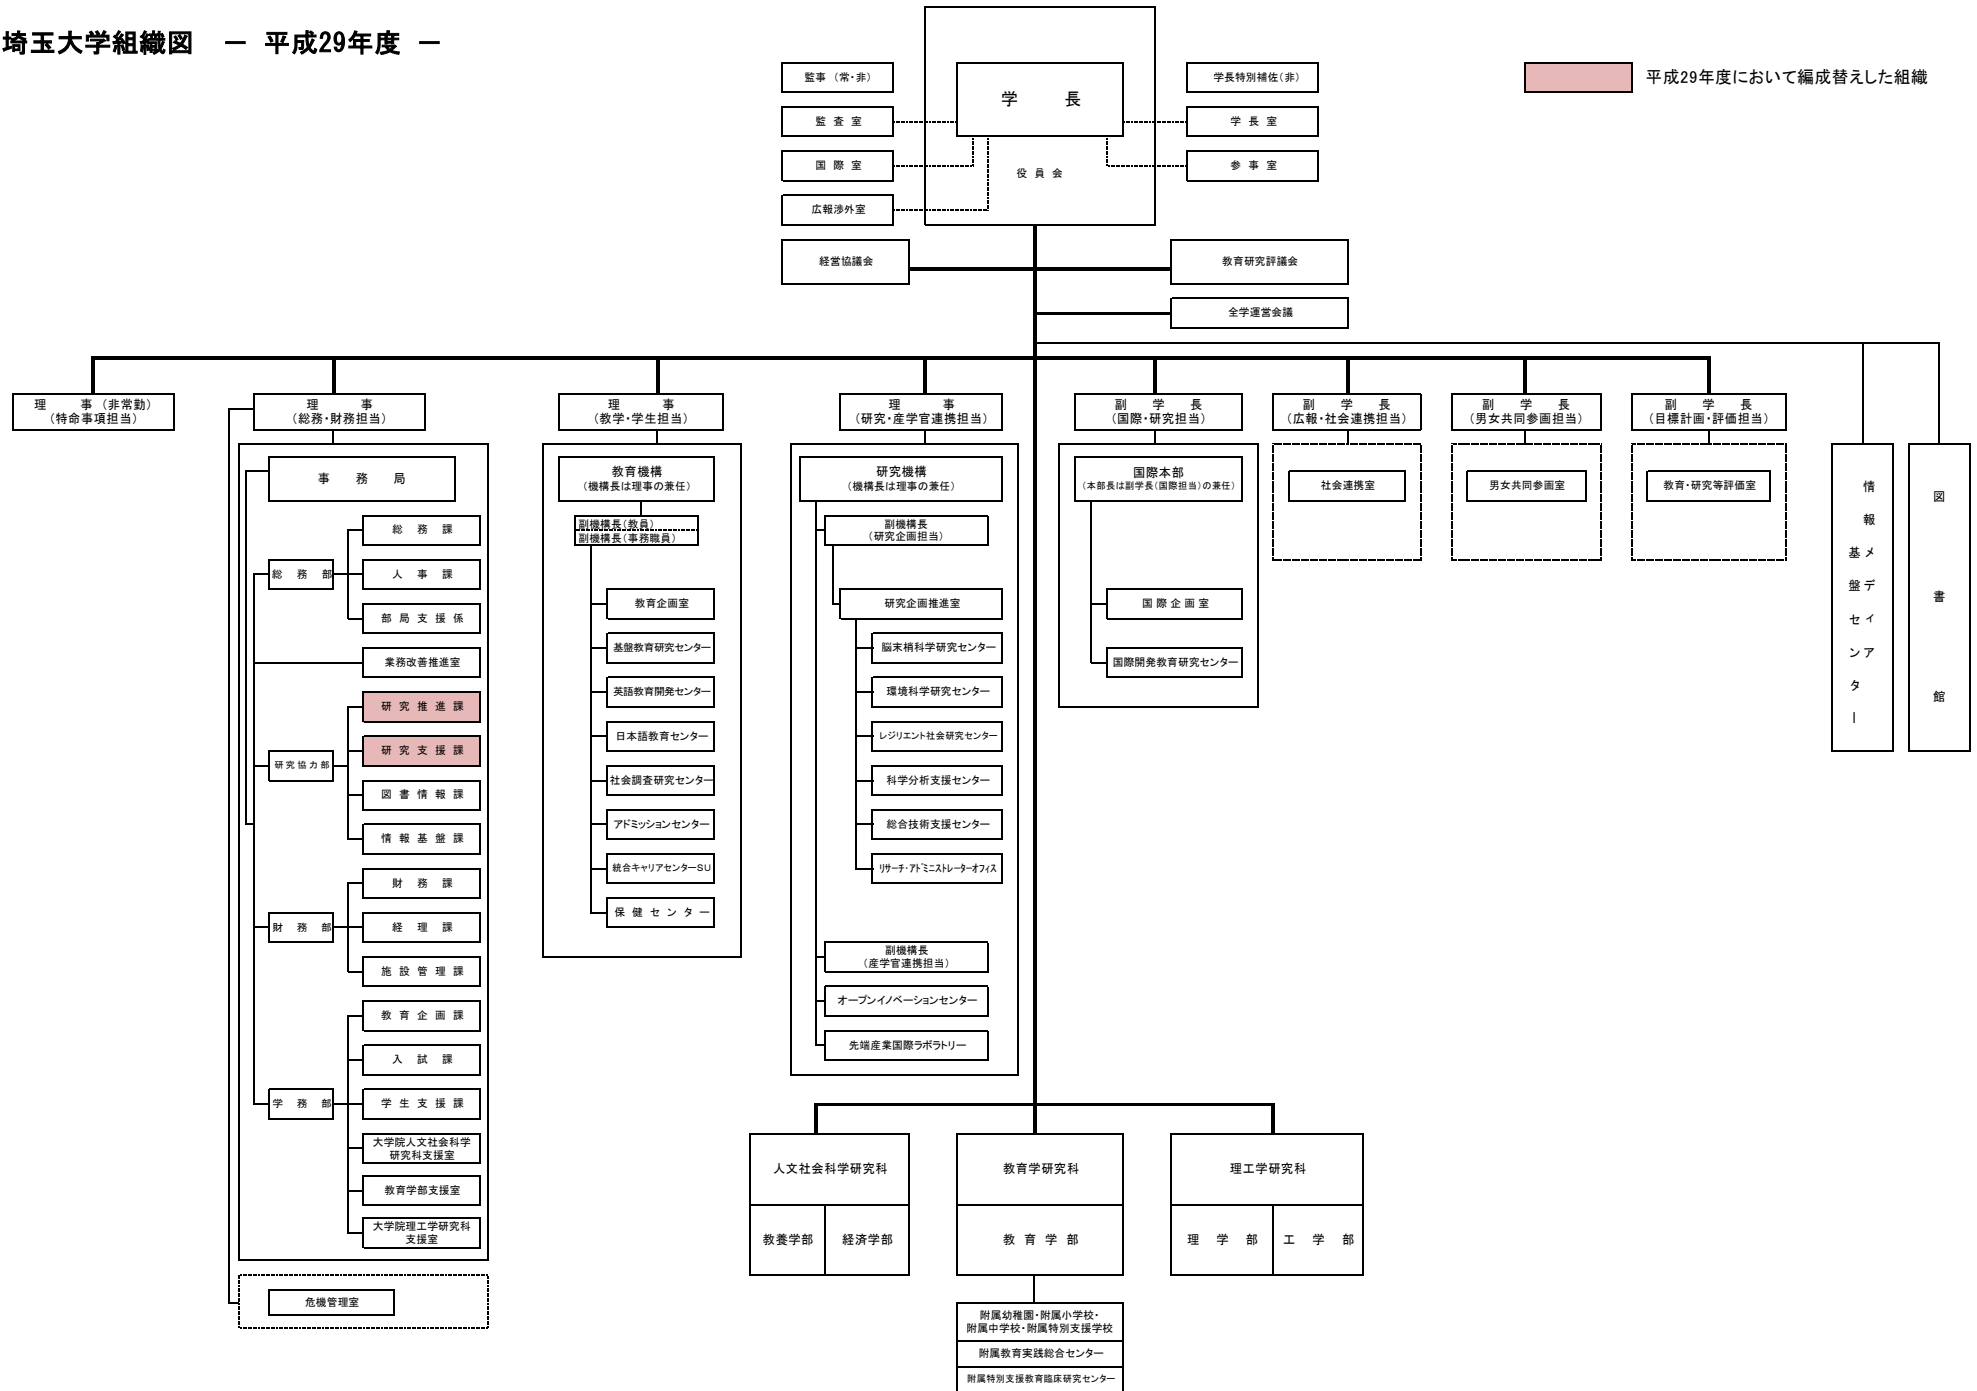 埼玉大学組織図　－ 平成29年度 －
平成29年度において編成替えした組織
監事（常・非）
監査室
国際室
広報渉外室
学長
役員会
学長特別補佐（非）
学長室
参事室
経営協議会
教育研究評議会
全学運営会議
理事（非常勤）
（特命事項担当）
理事
（総務・財務担当）
理事
（教学・学生担当）
理事
（研究・産学官連携担当）
副学長
（国際・研究担当）
副学長
（広報・社会連携担当）
副学長
（男女共同参画担当）
副学長
（目標計画・評価担当）
事務局
総務部
総務課
人事課
部局支援係
業務改善推進室
研究協力部
研究推進課
研究支援課
図書情報課
情報基盤課
財務部
財務課
経理課
施設管理課
学務部
教育企画課
入試課
学生支援課
大学院人文社会科学
研究科支援室
教育学部支援室
大学院理工学研究科
支援室
危機管理室
教育機構
（機構長は理事の兼任）
副機構長（教員）
副機構長（事務職員）
教育企画室
基盤教育研究センター
英語教育開発センター
日本語教育センター
社会調査研究センター
アドミッションセンター
統合キャリアセンターSU
保健センター
研究機構
（機構長は理事の兼任）
副機構長
（研究企画担当）
研究企画推進室
脳末梢科学研究センター
環境科学研究センター
レジリエント社会研究センター
科学分析支援センター
総合技術支援センター
リサーチ・アドミニストレーターオフィス
副機構長
（産学官連携担当）
オープンイノベーションセンター
先端産業国際ラボラトリー
国際本部
（本部長は副学長（国際担当）の兼任）
国際企画室
国際開発教育研究センター
社会連携室
男女共同参画室
教育・研究等評価室
情報メディア
基盤センター
図書館
人文社会科学研究科
教養学部
経済学部
教育学研究科
教育学部
附属幼稚園・附属小学校・
附属中学校・附属特別支援学校
附属教育実践総合センター
附属特別支援教育臨床研究センター
理工学研究科
理学部
工学部